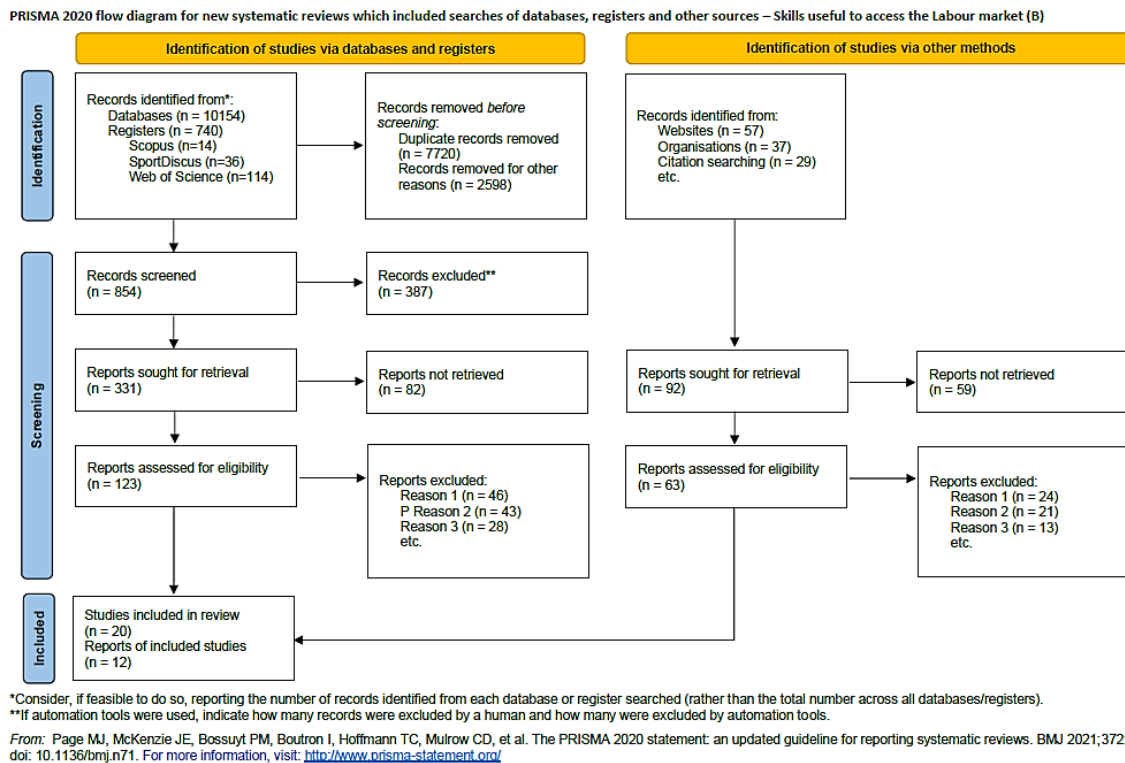 PRISMA 2020 flow diagram for new systematic reviews which included searches of databases, registers and other sources – Skills useful to access the Labour market (B)
Identification of studies via databases and registers
Identification of studies via other methods
Identification
Records identified from*:
Databases (n = 10154)
Registers (n = 740)
Scopus (n=14)
SportDiscus (n=36)
Web of Science (n=114)
Records removed before
screening:
Duplicate records removed
(n = 7720)
Records removed for other
reasons (n = 2598)
Records identified from:
Websites (n = 57)
Organisations (n = 37)
Citation searching (n = 29)
etc.
Screening
Records screened
(n = 854)
Records excluded**
(n = 387)
Reports sought for retrieval
(n = 331)
Reports not retrieved
(n = 82)
Reports sought for retrieval
(n = 92)
Reports not retrieved
(n = 59)
Reports assessed for eligibility
(n = 123)
Reports excluded:
Reason 1 (n = 46)
P Reason 2 (n = 43)
Reason 3 (n = 28)
etc.
Reports assessed for eligibility
(n = 63)
Reports excluded:
Reason 1 (n = 24)
Reason 2 (n = 21)
Reason 3 (n = 13)
etc.
Included
Studies included in review
(n = 20)
Reports of included studies
(n = 12)
*Consider, if feasible to do so, reporting the number of records identified from each database or register searched (rather than the total number across all databases/registers).
**If automation tools were used, indicate how many records were excluded by a human and how many were excluded by automation tools.
From: Page MJ, McKenzie JE, Bossuyt PM, Boutron I, Hoffmann TC, Mulrow CD, et al. The PRISMA 2020 statement: an updated guideline for reporting systematic reviews. BMJ 2021;372
doi: 10.1136/bmj.n71. For more information, visit: http://www.prisma-statement.org/